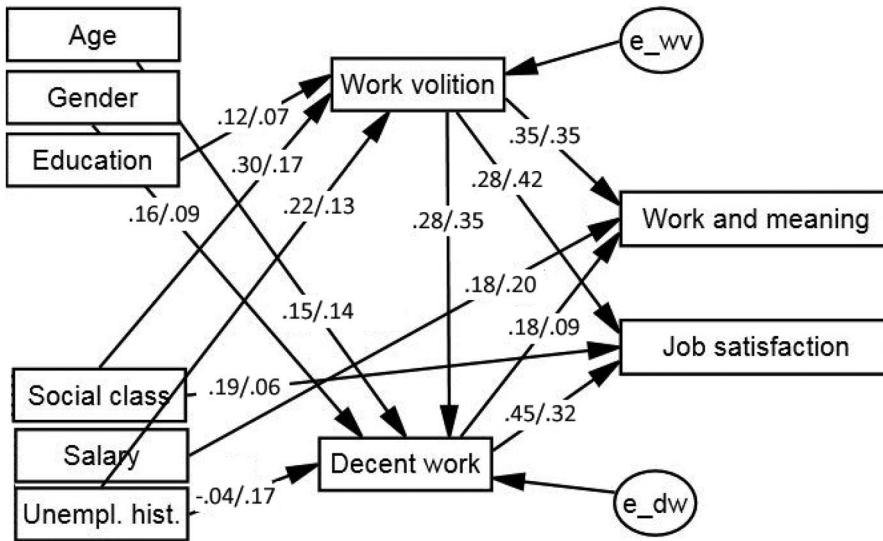 Age
Gender
Education
Social class
Salary
Unempl. hist.
Work volition
Decent work
Work and meaning
Job satisfaction
e_wv
e_dw
.12/.07
.30/.17
.16/.09
.22/.13
.15/.14
.28/.35
.35/.35
.28/.42
.18/.20
.18/.09
.19/.06
.45/.32
-.04/.17